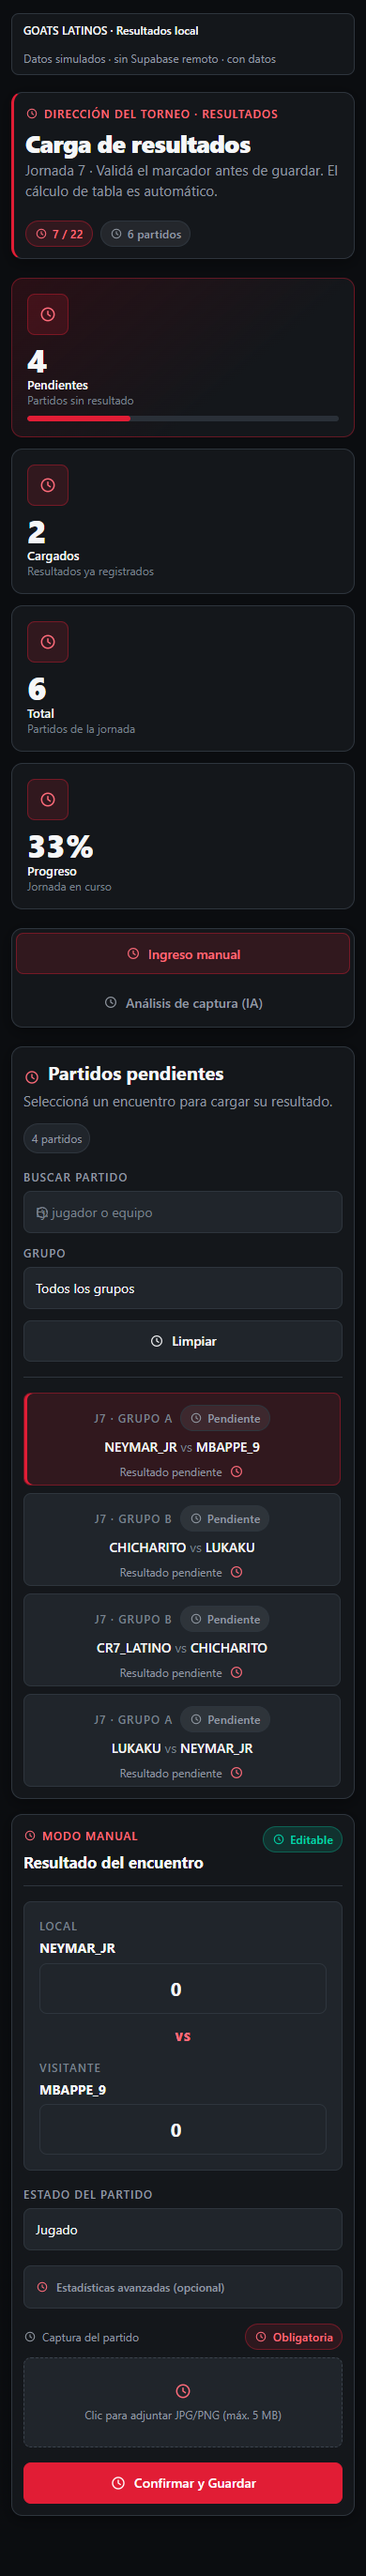 GOATS LATINOS · Resultados local
Datos simulados · sin Supabase remoto · con datos
DIRECCIÓN DEL TORNEO · RESULTADOS
Carga de resultados
Jornada 7 · Validá el marcador antes de guardar. El
cálculo de tabla es automático.
7 / 22
6 partidos
4
Pendientes
Partidos sin resultado
2
Cargados
Resultados ya registrados
6
Total
Partidos de la jornada
33%
Progreso
Jornada en curso
Ingreso manual
Análisis de captura (IA)
Partidos pendientes
Seleccioná un encuentro para cargar su resultado.
4 partidos
BUSCAR PARTIDO
jugador o equipo
GRUPO
Todos los grupos
Limpiar
J7 · GRUPO A Pendiente
NEYMAR_JR vs MBAPPE_9
Resultado pendiente
J7 · GRUPO B Pendiente
CHICHARITO vs LUKAKU
Resultado pendiente
J7 · GRUPO B Pendiente
CR7_LATINO vs CHICHARITO
Resultado pendiente
J7 · GRUPO A Pendiente
LUKAKU vs NEYMAR_JR
Resultado pendiente
MODO MANUAL
Editable
Resultado del encuentro
LOCAL
NEYMAR_JR
0
VS
VISITANTE
MBAPPE_9
0
ESTADO DEL PARTIDO
Jugado
Estadísticas avanzadas (opcional)
Captura del partido
Obligatoria
Clic para adjuntar JPG/PNG (máx. 5 MB)
Confirmar y Guardar